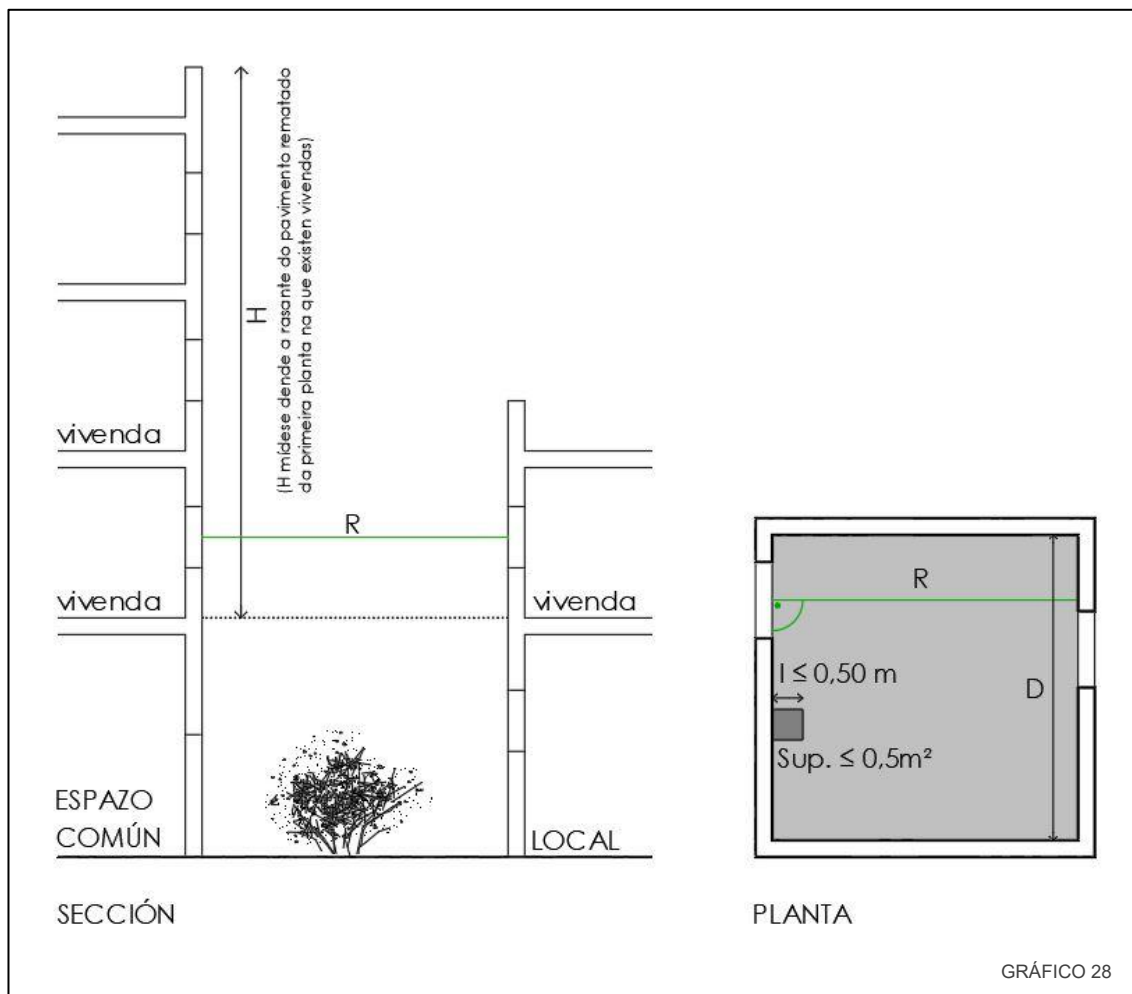 H
(H mídese dende a rasante do pavimento rematado
da primeira planta na que existen vivendas)
vivenda
R
vivenda
vivenda
ESPAZO
COMÚN
LOCAL
SECCIÓN
R
l ≤ 0,50 m
D
Sup. ≤ 0,5m²
PLANTA
GRÁFICO 28